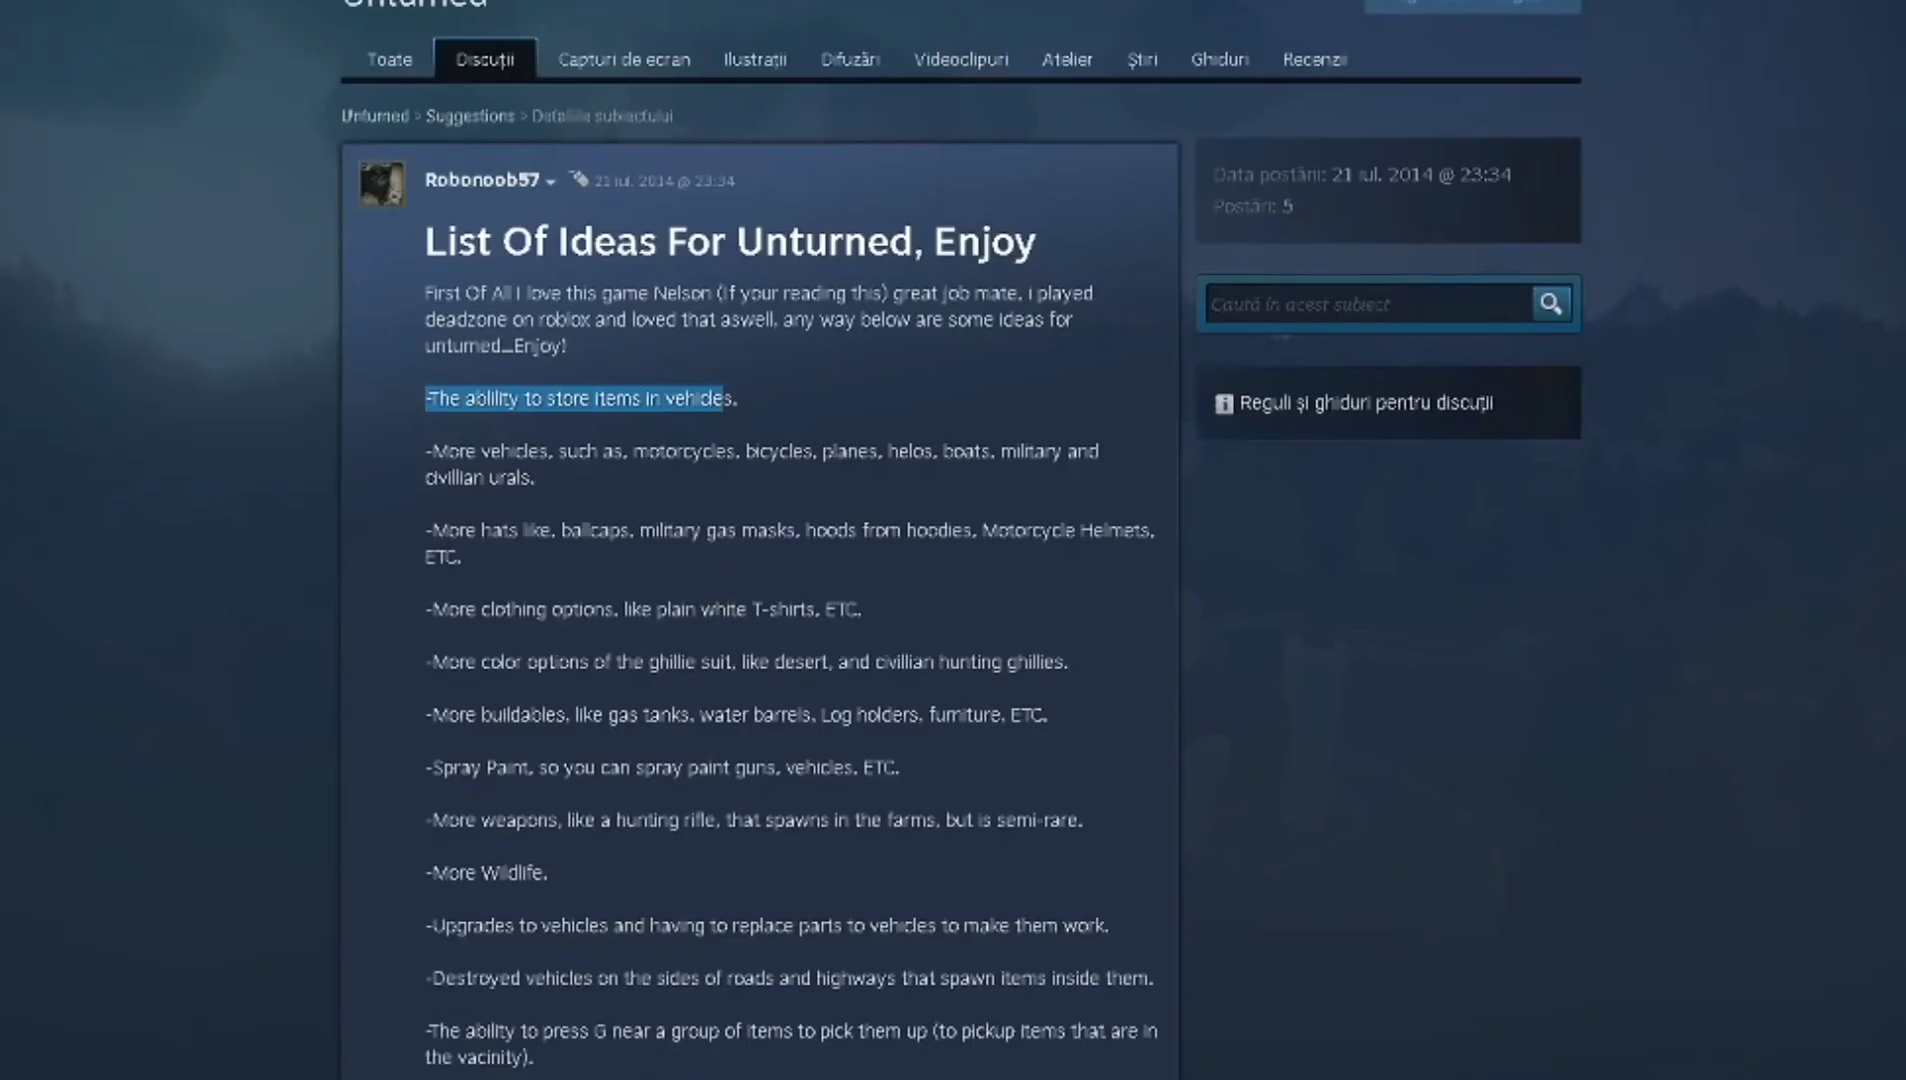 Unturned
Toate Discuții Capturi de ecran Ilustrații Difuzări Videoclipuri Atelier Știri Ghiduri Recenzii
Unturned > Suggestions > Detaliile subiectului
Robonoob57 21 iul. 2014 @ 23:34
List Of Ideas For Unturned, Enjoy
First Of All I love this game Nelson (If your reading this) great job mate, i played
deadzone on roblox and loved that aswell, any way below are some ideas for
unturned...Enjoy!
-The ablility to store items in vehicles.
-More vehicles, such as, motorcycles, bicycles, planes, helos, boats, military and
civillian urals.
-More hats like, ballcaps, military gas masks, hoods from hoodies, Motorcycle Helmets,
ETC.
-More clothing options, like plain white T-shirts, ETC.
-More color options of the ghillie suit, like desert, and civillian hunting ghillies.
-More buildables, like gas tanks, water barrels, Log holders, furniture, ETC.
-Spray Paint, so you can spray paint guns, vehicles, ETC.
-More weapons, like a hunting rifle, that spawns in the farms, but is semi-rare.
-More Wildlife.
-Upgrades to vehicles and having to replace parts to vehicles to make them work.
-Destroyed vehicles on the sides of roads and highways that spawn items inside them.
-The ability to press G near a group of items to pick them up (to pickup items that are in
the vacinity).
Data postării: 21 iul. 2014 @ 23:34
Postări: 5
Caută în acest subiect
Reguli și ghiduri pentru discuții